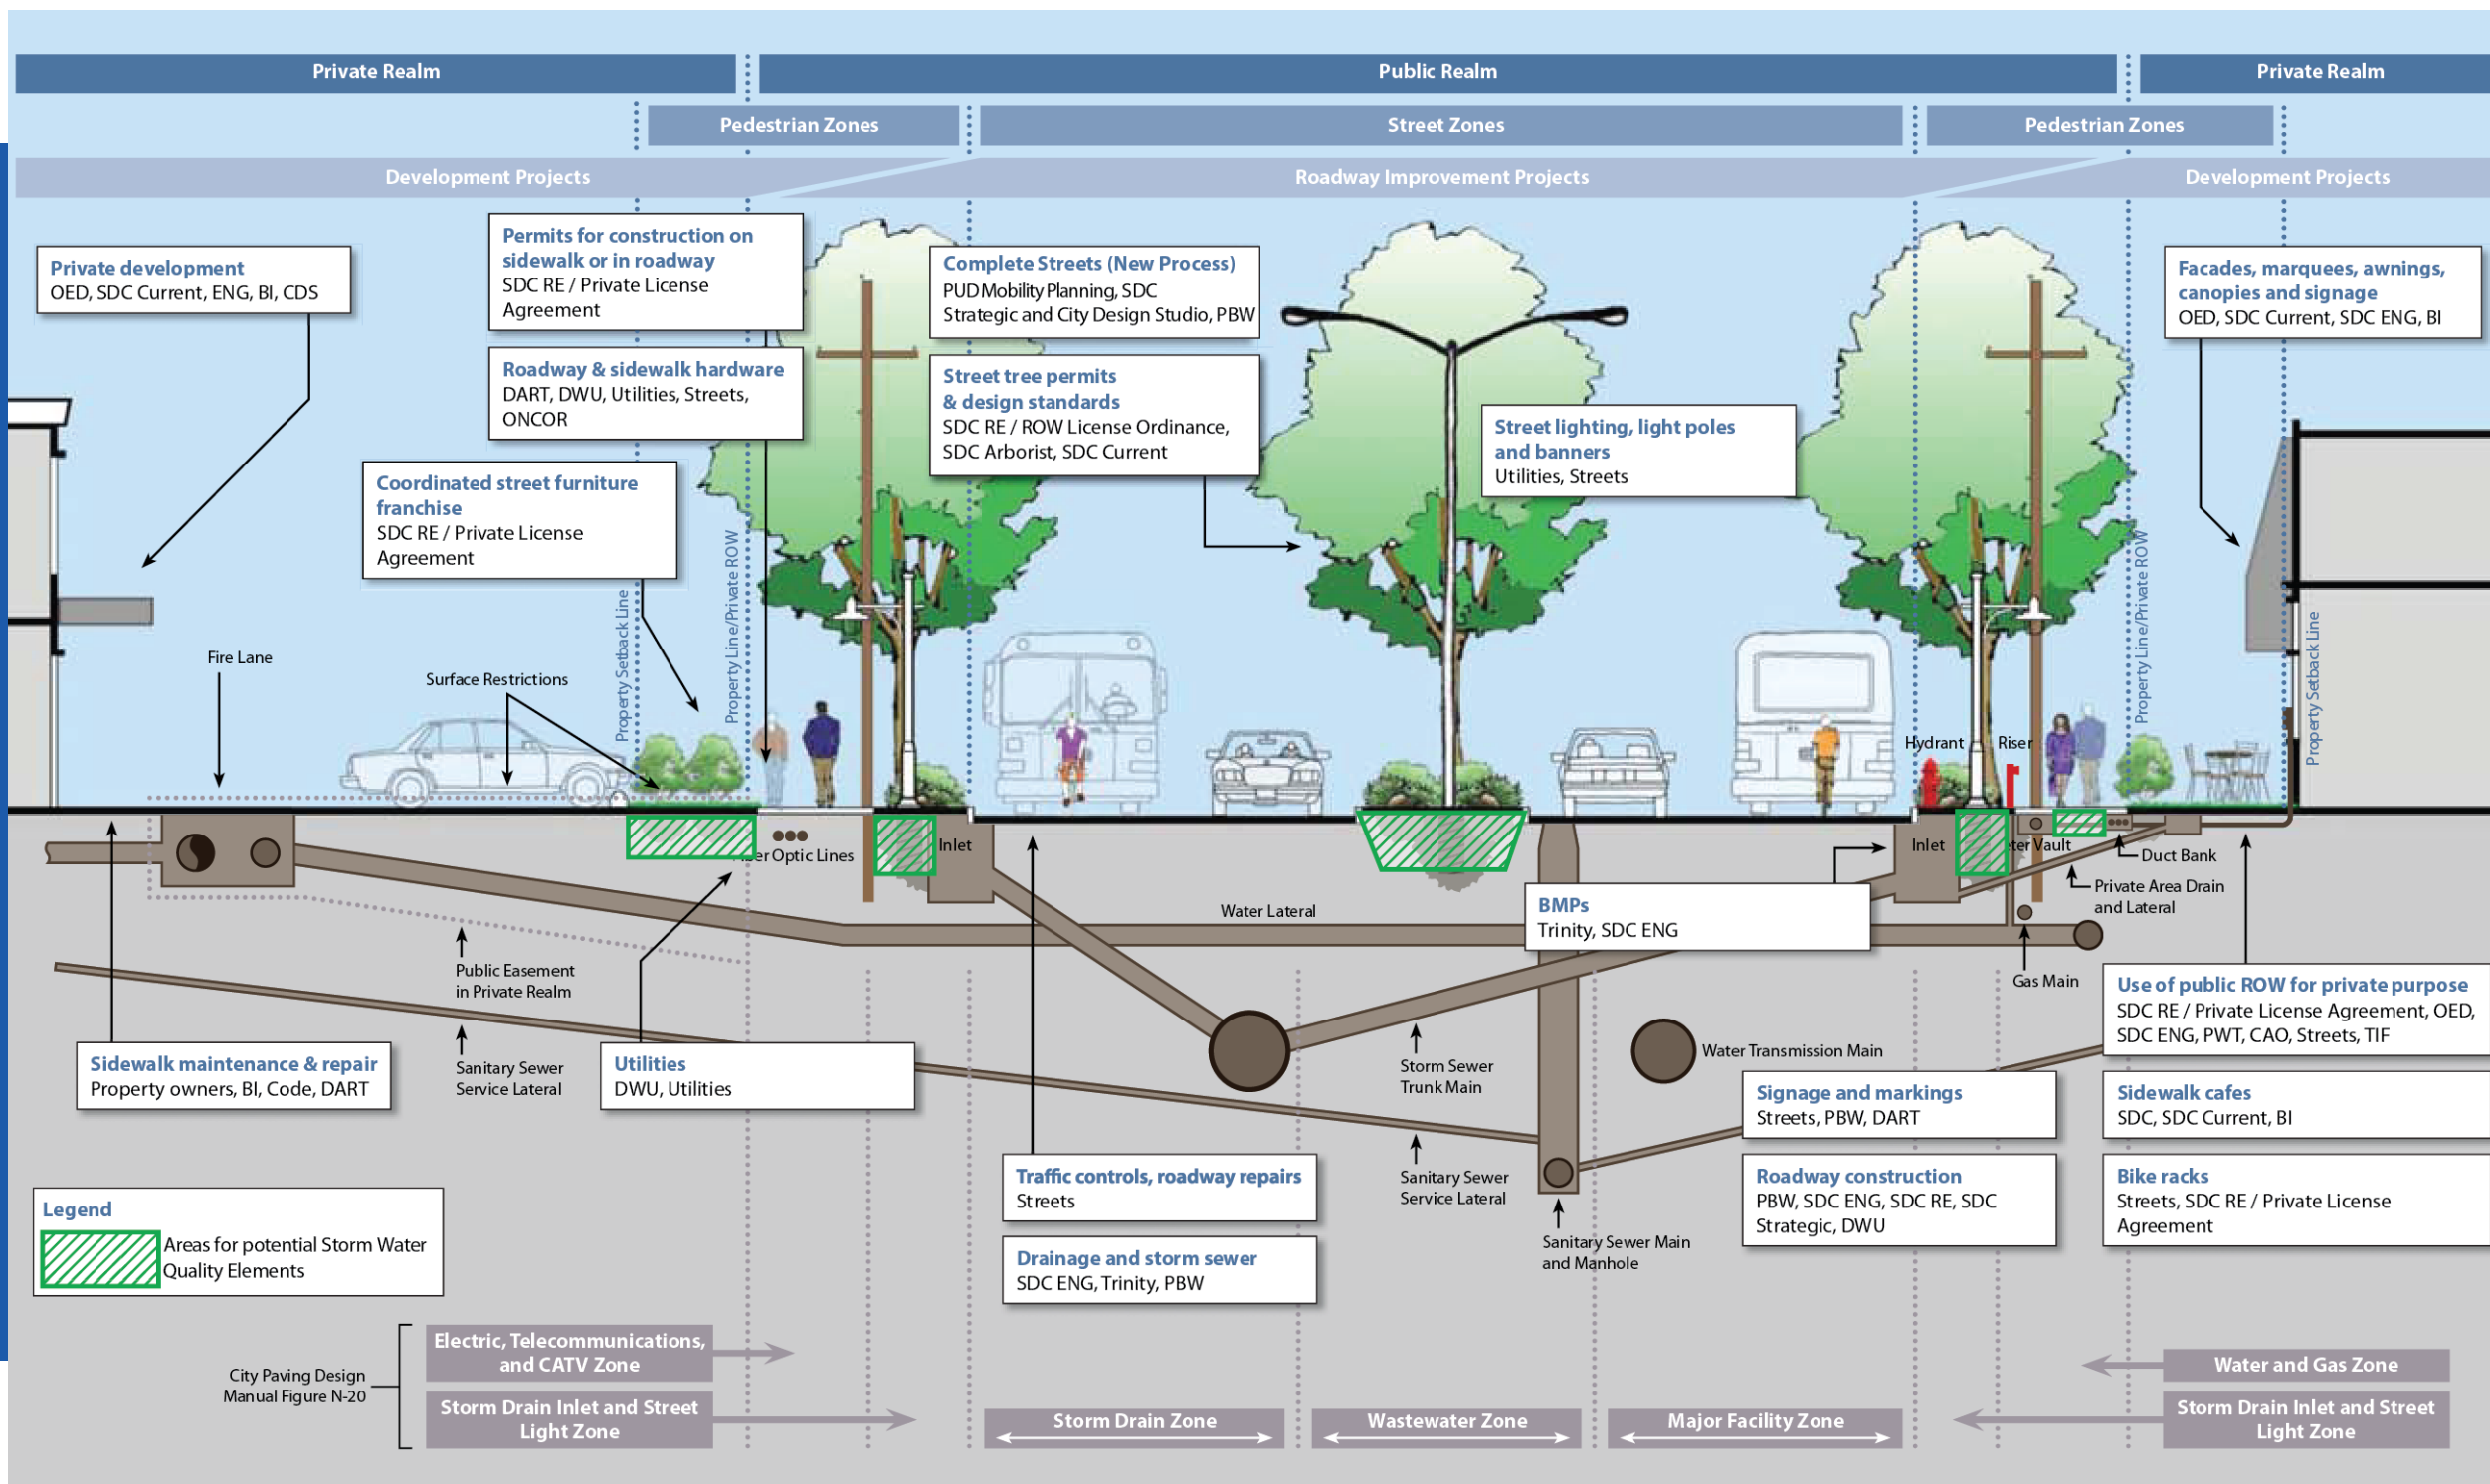 Private Realm
Public Realm
Private Realm
Pedestrian Zones
Street Zones
Pedestrian Zones
Development Projects
Roadway Improvement Projects
Development Projects
Private development
OED, SDC Current, ENG, BI, CDS
Permits for construction on
sidewalk or in roadway
SDC RE / Private License
Agreement
Roadway & sidewalk hardware
DART, DWU, Utilities, Streets,
ONCOR
Coordinated street furniture
franchise
SDC RE / Private License
Agreement
Complete Streets (New Process)
PUD Mobility Planning, SDC
Strategic and City Design Studio, PBW
Street tree permits
& design standards
SDC RE / ROW License Ordinance,
SDC Arborist, SDC Current
Street lighting, light poles
and banners
Utilities, Streets
Facades, marquees, awnings,
canopies and signage
OED, SDC Current, SDC ENG, BI
Fire Lane
Surface Restrictions
Property Setback Line
Property Line/Private ROW
Hydrant
Riser
Property Line/Private ROW
Property Setback Line
Optic Lines
Inlet
Inlet
Vault
Duct Bank
Private Area Drain
and Lateral
Water Lateral
BMPs
Trinity, SDC ENG
Gas Main
Public Easement
in Private Realm
Sanitary Sewer
Service Lateral
Sidewalk maintenance & repair
Property owners, BI, Code, DART
Utilities
DWU, Utilities
Storm Sewer
Trunk Main
Water Transmission Main
Sanitary Sewer
Service Lateral
Sanitary Sewer Main
and Manhole
Use of public ROW for private purpose
SDC RE / Private License Agreement, OED,
SDC ENG, PWT, CAO, Streets, TIF
Signage and markings
Streets, PBW, DART
Sidewalk cafes
SDC, SDC Current, BI
Traffic controls, roadway repairs
Streets
Roadway construction
PBW, SDC ENG, SDC RE, SDC
Strategic, DWU
Bike racks
Streets, SDC RE / Private License
Agreement
Drainage and storm sewer
SDC ENG, Trinity, PBW
Legend
Areas for potential Storm Water
Quality Elements
City Paving Design
Manual Figure N-20
Electric, Telecommunications,
and CATV Zone
Storm Drain Inlet and Street
Light Zone
Storm Drain Zone
Wastewater Zone
Major Facility Zone
Water and Gas Zone
Storm Drain Inlet and Street
Light Zone